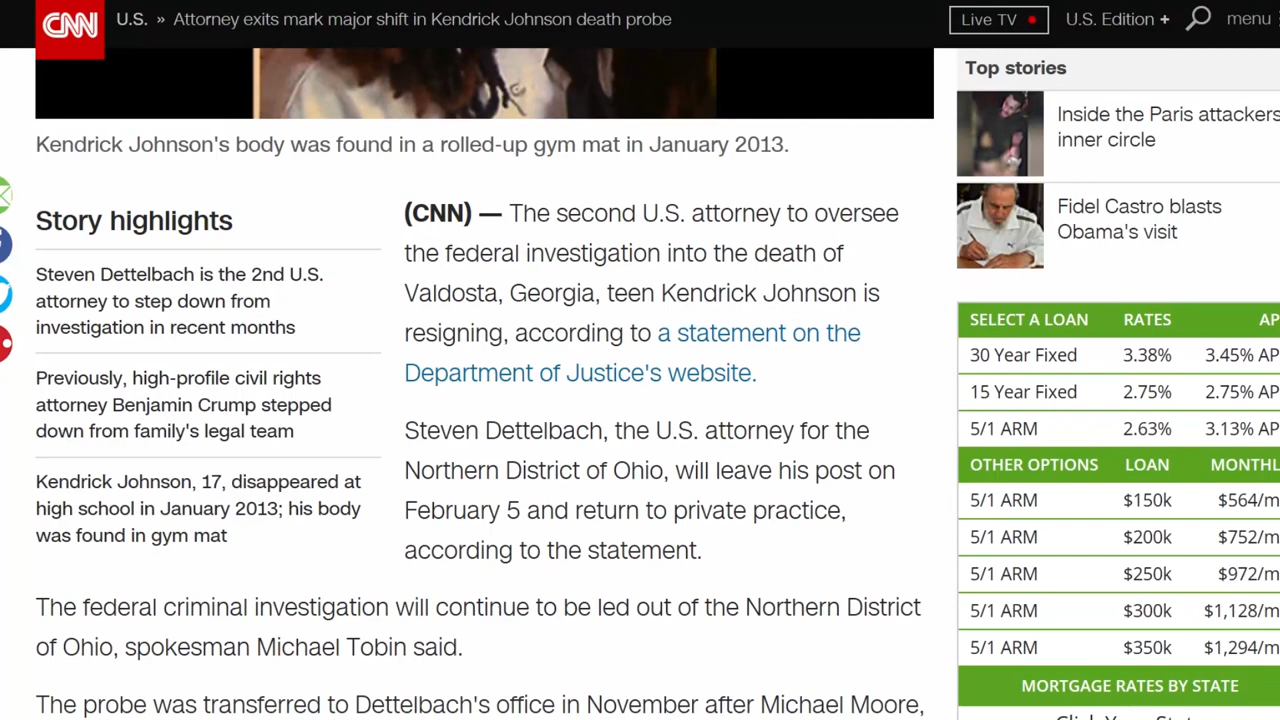 CNN
U.S. » Attorney exits mark major shift in Kendrick Johnson death probe
Live TV
U.S. Edition +
menu
Kendrick Johnson's body was found in a rolled-up gym mat in January 2013.
Story highlights
Steven Dettelbach is the 2nd U.S.
attorney to step down from
investigation in recent months
Previously, high-profile civil rights
attorney Benjamin Crump stepped
down from family's legal team
Kendrick Johnson, 17, disappeared at
high school in January 2013; his body
was found in gym mat
(CNN) — The second U.S. attorney to oversee
the federal investigation into the death of
Valdosta, Georgia, teen Kendrick Johnson is
resigning, according to a statement on the
Department of Justice's website.
Steven Dettelbach, the U.S. attorney for the
Northern District of Ohio, will leave his post on
February 5 and return to private practice,
according to the statement.
The federal criminal investigation will continue to be led out of the Northern District
of Ohio, spokesman Michael Tobin said.
The probe was transferred to Dettelbach's office in November after Michael Moore,
Top stories
Inside the Paris attackers
inner circle
Fidel Castro blasts
Obama's visit
SELECT A LOAN RATES AP
30 Year Fixed 3.38% 3.45% AP
15 Year Fixed 2.75% 2.75% AP
5/1 ARM 2.63% 3.13% AP
OTHER OPTIONS LOAN MONTHL
5/1 ARM $150k $564/m
5/1 ARM $200k $752/m
5/1 ARM $250k $972/m
5/1 ARM $300k $1,128/m
5/1 ARM $350k $1,294/m
MORTGAGE RATES BY STATE